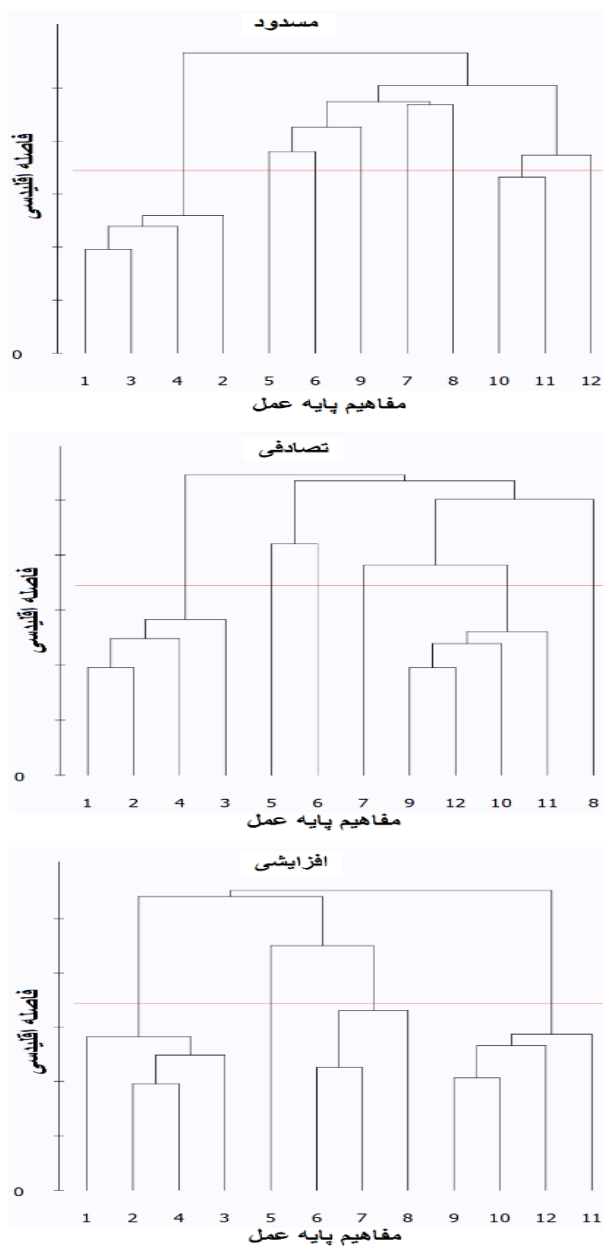 مسدود
فاصله اقلیدسی
0
1 3 4 2 5 6 9 7 8 10 11 12
مفاهیم پایه عمل
تصادفی
فاصله اقلیدسی
0
1 2 4 3 5 6 7 9 12 10 11 8
مفاهیم پایه عمل
افزایشی
فاصله اقلیدسی
0
1 2 4 3 5 6 7 8 9 10 12 11
مفاهیم پایه عمل